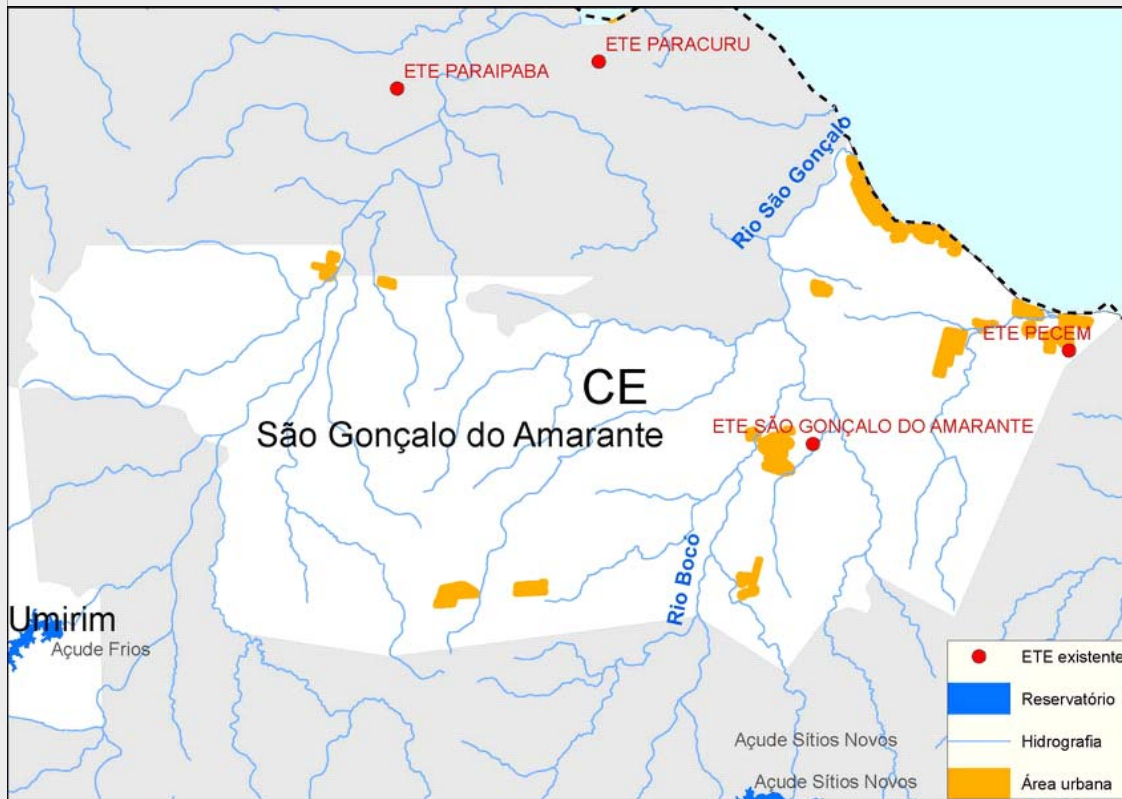 ETE PARACURU
ETE PARAIPABA
Rio São Gonçalo
ETE PECEM
CE
São Gonçalo do Amarante
ETE SÃO GONÇALO DO AMARANTE
Rio Bocó
Umirim
Açude Frios
Açude Sítios Novos
Açude Sítios Novos
ETE existente
Reservatório
Hidrografia
Área urbana